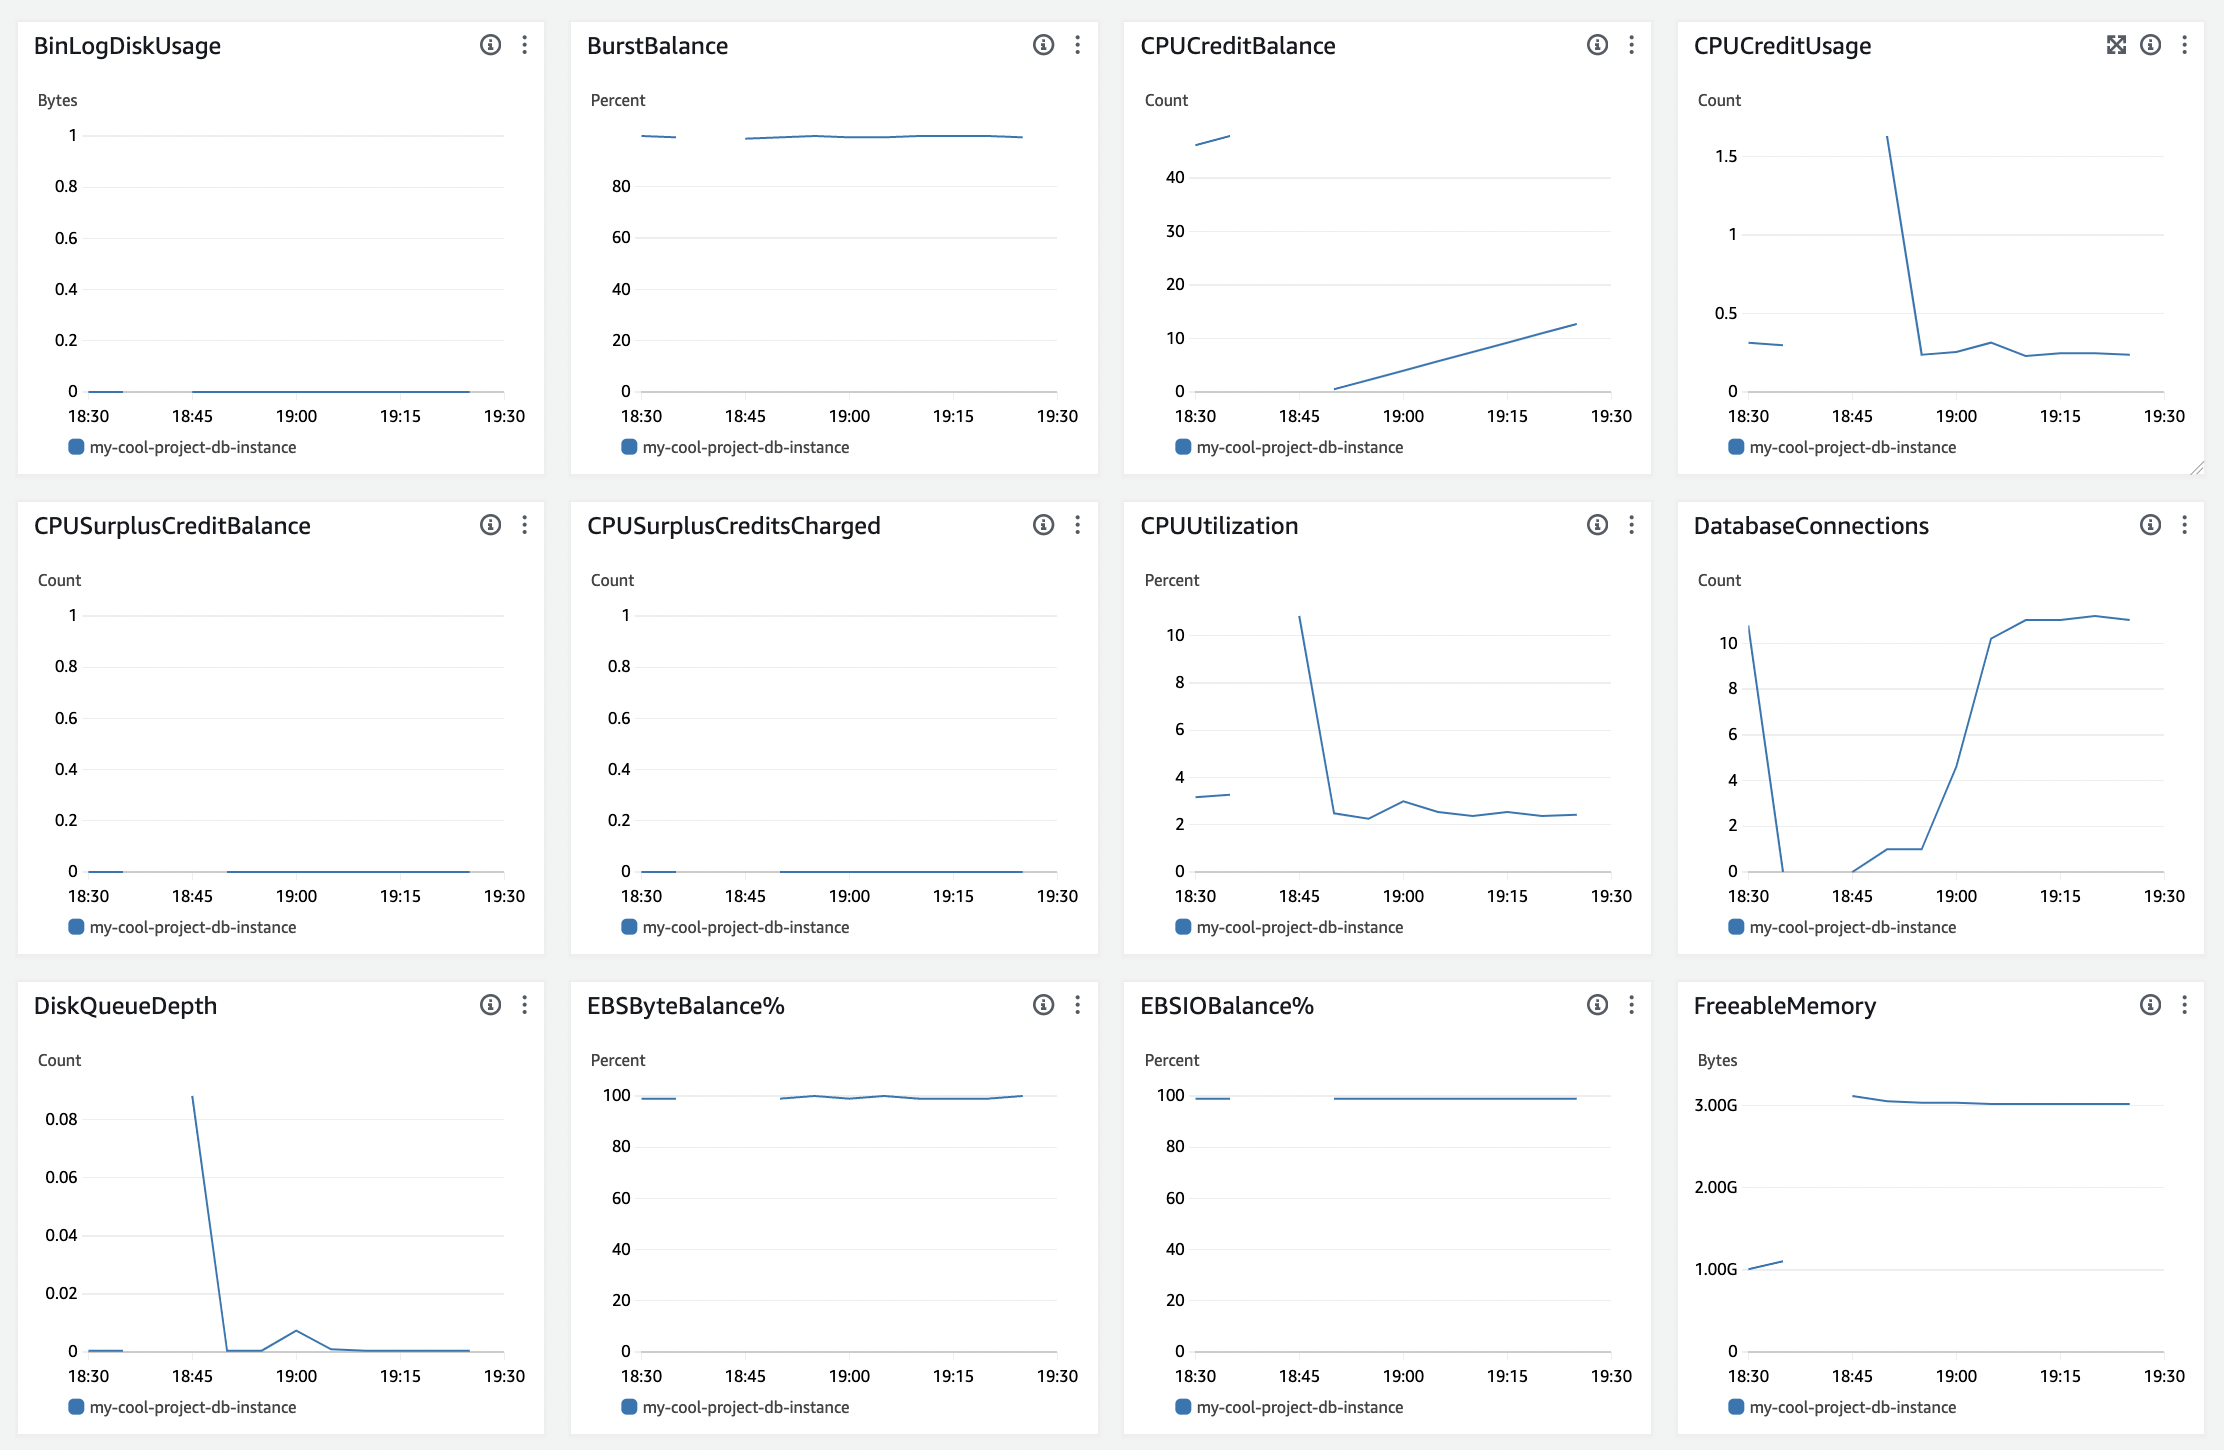 BinLogDiskUsage
Bytes
1
0.8
0.6
0.4
0.2
0
18:30 18:45 19:00 19:15 19:30
my-cool-project-db-instance
BurstBalance
Percent
80
60
40
20
0
18:30 18:45 19:00 19:15 19:30
my-cool-project-db-instance
CPUCreditBalance
Count
40
30
20
10
0
18:30 18:45 19:00 19:15 19:30
my-cool-project-db-instance
CPUCreditUsage
Count
1.5
1
0.5
0
18:30 18:45 19:00 19:15 19:30
my-cool-project-db-instance
CPUSurplusCreditBalance
Count
1
0.8
0.6
0.4
0.2
0
18:30 18:45 19:00 19:15 19:30
my-cool-project-db-instance
CPUSurplusCreditsCharged
Count
1
0.8
0.6
0.4
0.2
0
18:30 18:45 19:00 19:15 19:30
my-cool-project-db-instance
CPUUtilization
Percent
10
8
6
4
2
0
18:30 18:45 19:00 19:15 19:30
my-cool-project-db-instance
DatabaseConnections
Count
10
8
6
4
2
0
18:30 18:45 19:00 19:15 19:30
my-cool-project-db-instance
DiskQueueDepth
Count
0.08
0.06
0.04
0.02
0
18:30 18:45 19:00 19:15 19:30
my-cool-project-db-instance
EBSByteBalance%
Percent
100
80
60
40
20
0
18:30 18:45 19:00 19:15 19:30
my-cool-project-db-instance
EBSIOBalance%
Percent
100
80
60
40
20
0
18:30 18:45 19:00 19:15 19:30
my-cool-project-db-instance
FreeableMemory
Bytes
3.00G
2.00G
1.00G
0
18:30 18:45 19:00 19:15 19:30
my-cool-project-db-instance